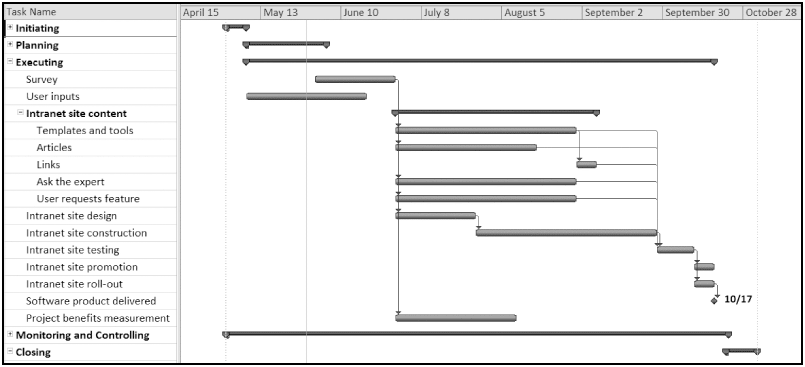 Task Name
April 15 May 13 June 10 July 8 August 5 September 2 September 30 October 28
Initiating
Planning
Executing
Survey
User inputs
Intranet site content
Templates and tools
Articles
Links
Ask the expert
User requests feature
Intranet site design
Intranet site construction
Intranet site testing
Intranet site promotion
Intranet site roll-out
Software product delivered 10/17
Project benefits measurement
Monitoring and Controlling
Closing